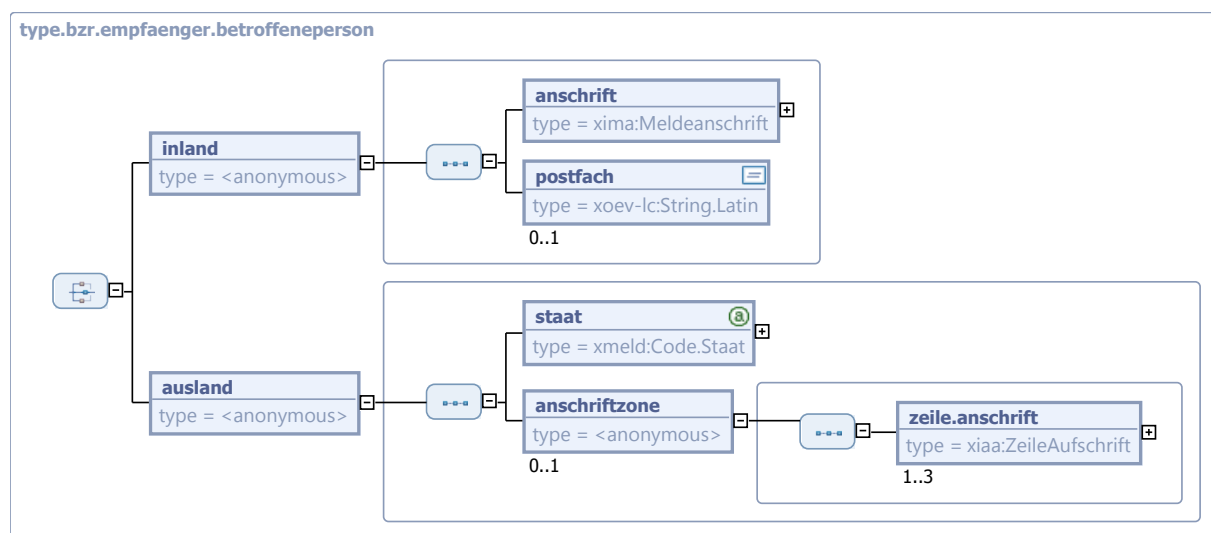 type.bzr.empfaenger.betroffeneperson
anschrift
type = xima:Meldeanschrift
inland
type = <anonymous>
postfach
type = xoev-lc:String.Latin
0..1
staat
type = xmeld:Code.Staat
ausland
type = <anonymous>
anschriftzone
type = <anonymous>
0..1
zeile.anschrift
type = xiaa:ZeileAufschrift
1..3